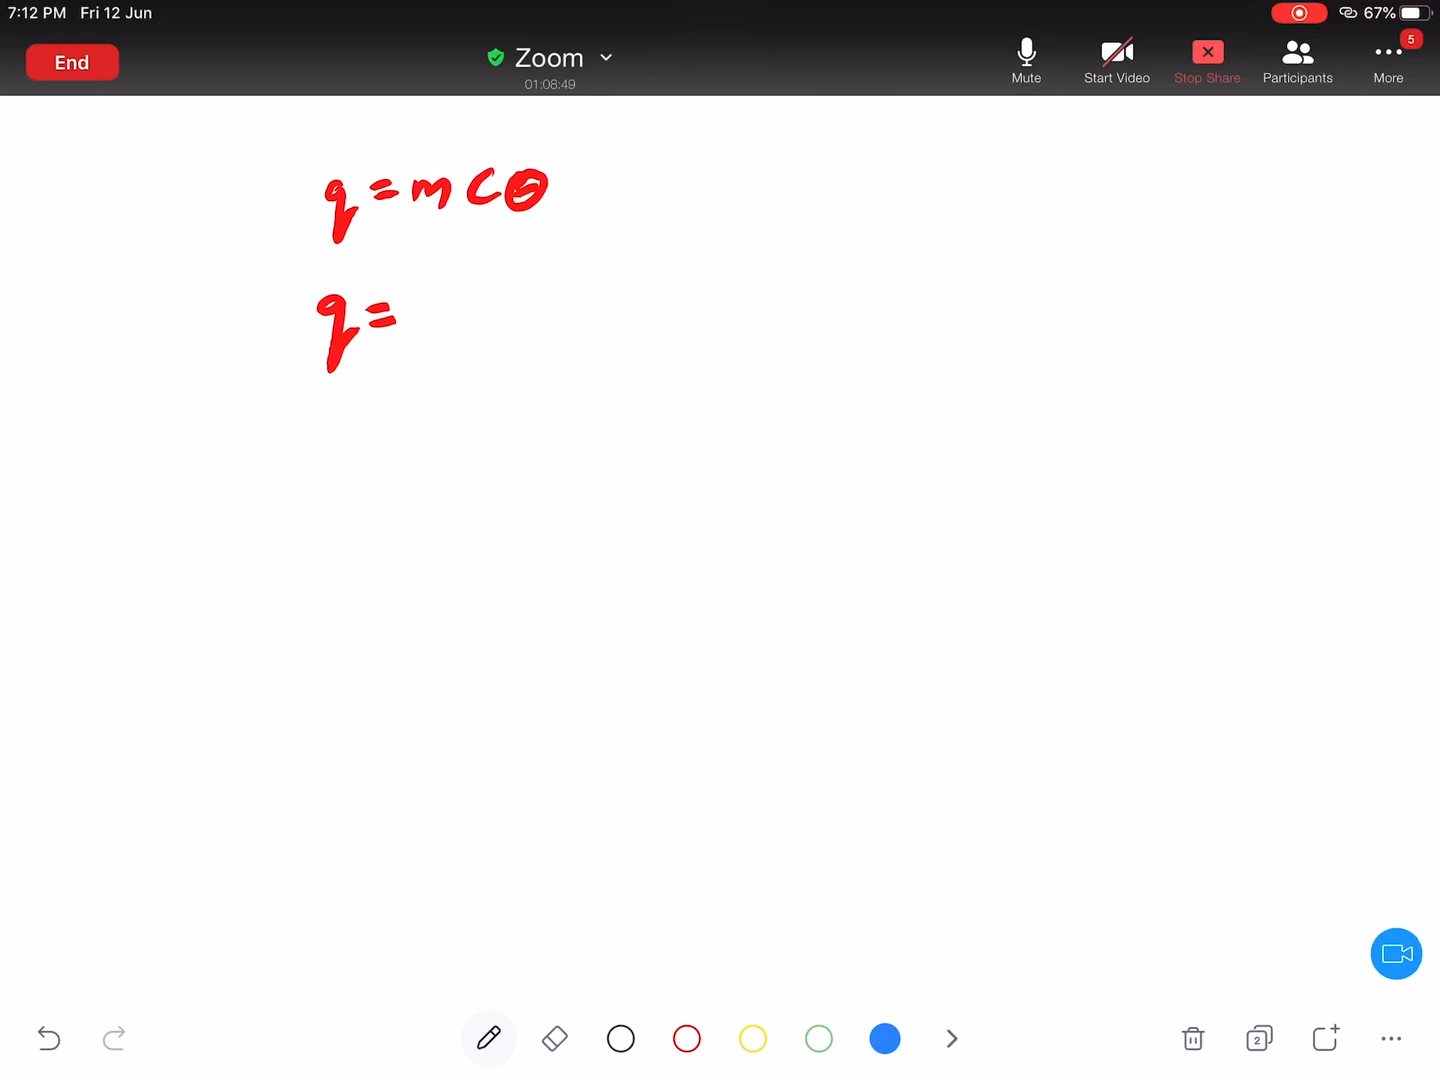 7:12 PM Fri 12 Jun
67%
End
Zoom
01:08:49
Mute
Start Video
Stop Share
Participants
More
5
q = m C θ
q =
2